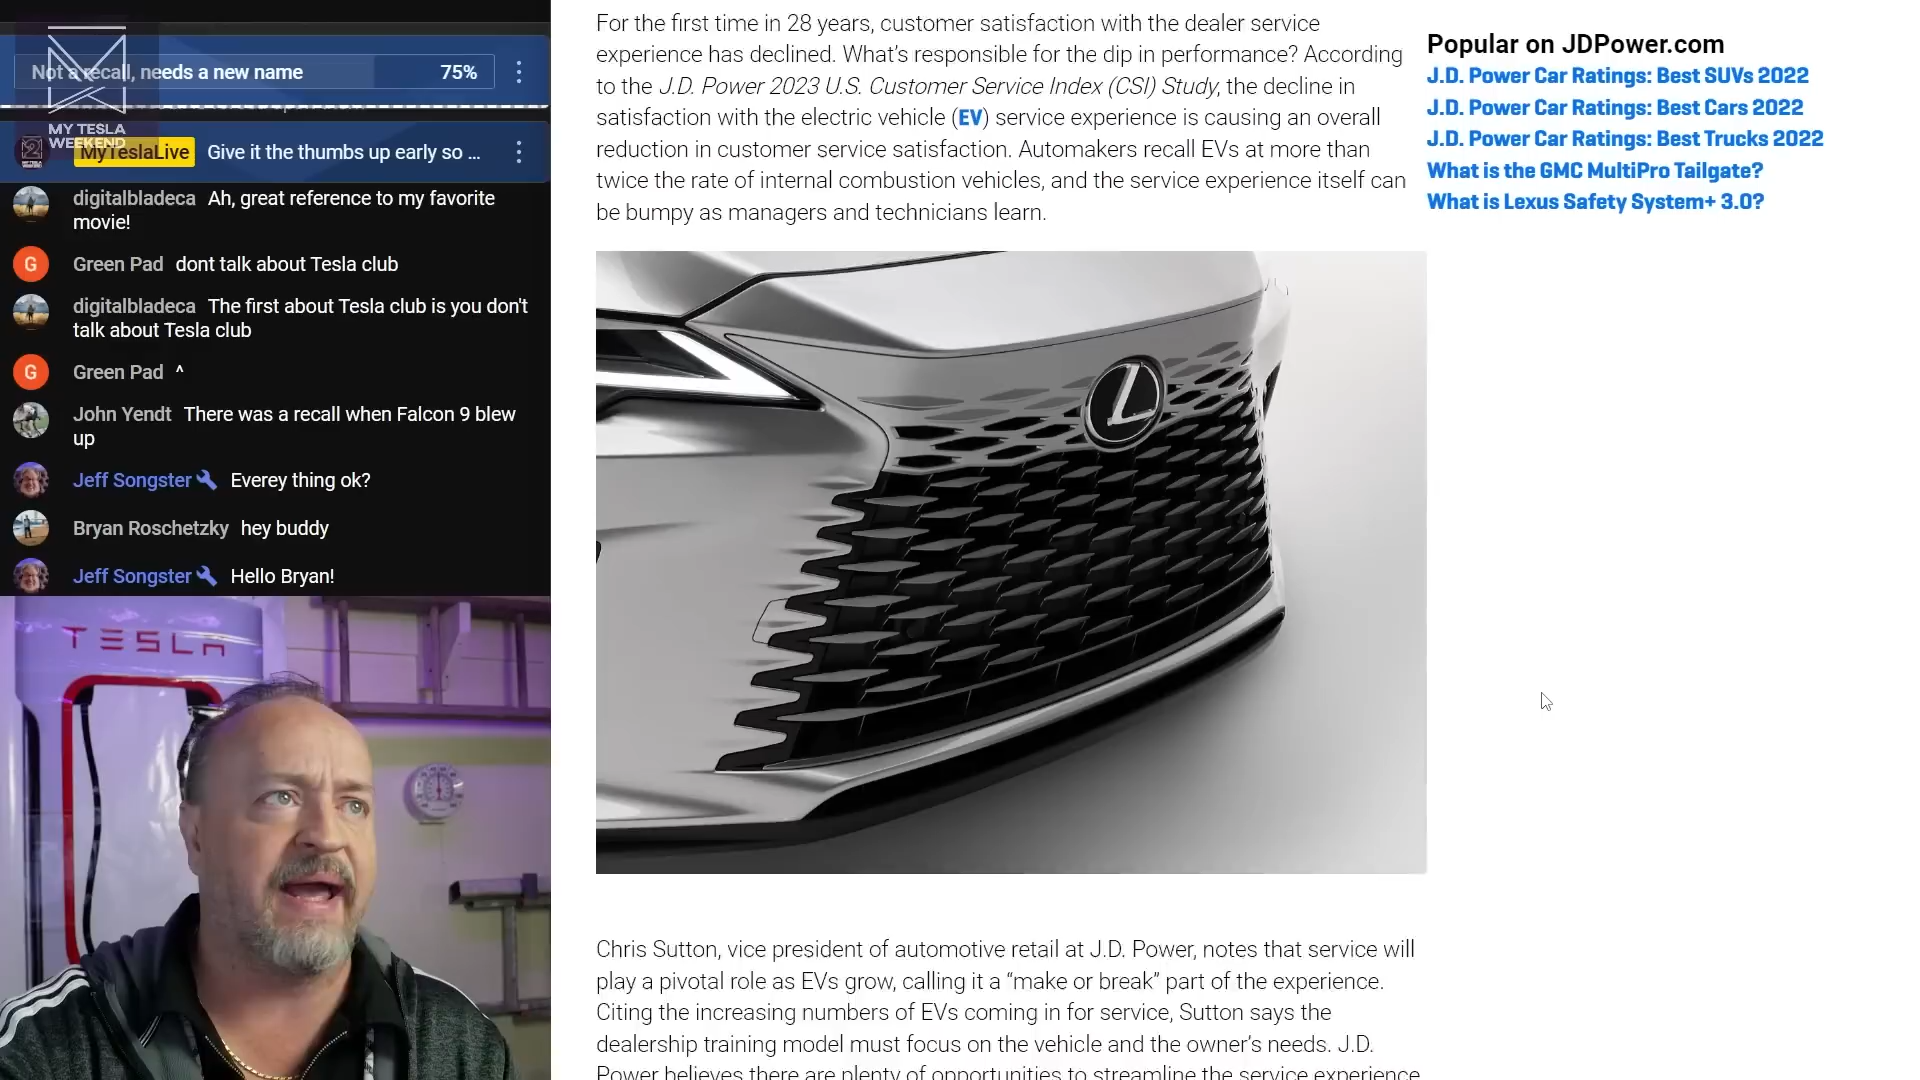 Not a recall, needs a new name 75%
MY TESLA
WEEKEND
MyTeslaLive Give it the thumbs up early so ...
digitalbladeca Ah, great reference to my favorite
movie!
Green Pad dont talk about Tesla club
digitalbladeca The first about Tesla club is you don't
talk about Tesla club
Green Pad ^
John Yendt There was a recall when Falcon 9 blew
up
Jeff Songster Everey thing ok?
Bryan Roschetzky hey buddy
Jeff Songster Hello Bryan!
TESLA
For the first time in 28 years, customer satisfaction with the dealer service
experience has declined. What's responsible for the dip in performance? According
to the J.D. Power 2023 U.S. Customer Service Index (CSI) Study, the decline in
satisfaction with the electric vehicle (EV) service experience is causing an overall
reduction in customer service satisfaction. Automakers recall EVs at more than
twice the rate of internal combustion vehicles, and the service experience itself can
be bumpy as managers and technicians learn.
Chris Sutton, vice president of automotive retail at J.D. Power, notes that service will
play a pivotal role as EVs grow, calling it a “make or break” part of the experience.
Citing the increasing numbers of EVs coming in for service, Sutton says the
dealership training model must focus on the vehicle and the owner's needs. J.D.
Power believes there are plenty of opportunities to streamline the service experience
Popular on JDPower.com
J.D. Power Car Ratings: Best SUVs 2022
J.D. Power Car Ratings: Best Cars 2022
J.D. Power Car Ratings: Best Trucks 2022
What is the GMC MultiPro Tailgate?
What is Lexus Safety System+ 3.0?